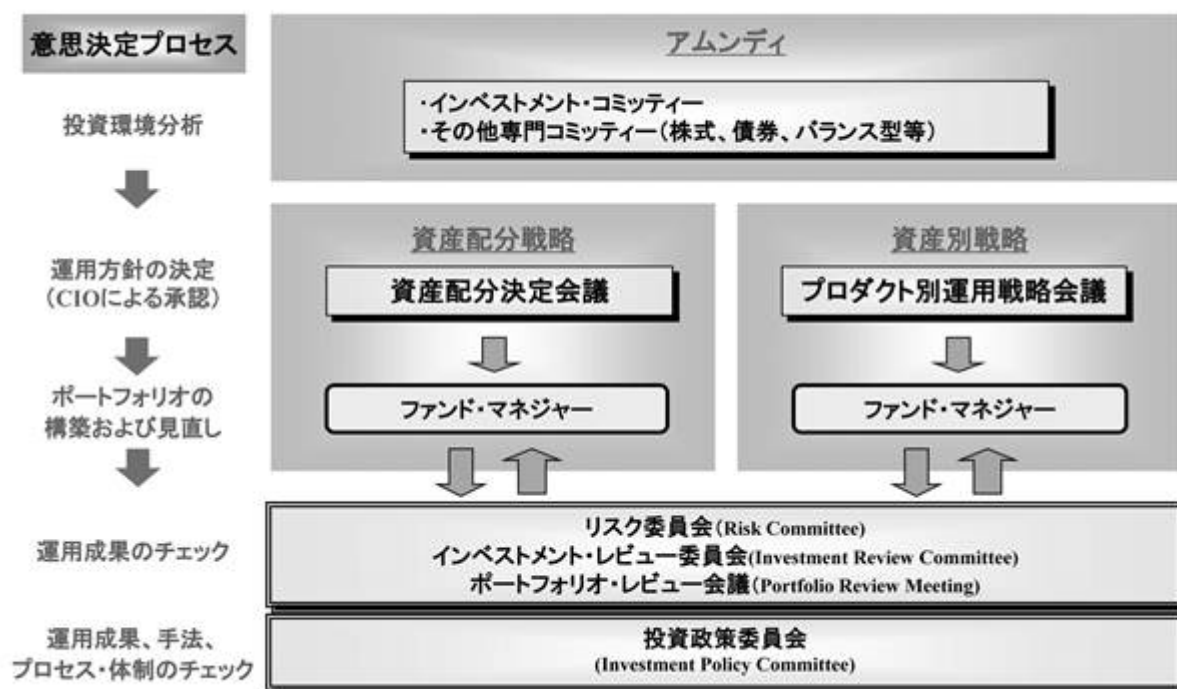 意思決定プロセス
アムンディ
・インベストメント・コミッティー
・その他専門コミッティー（株式、債券、バランス型等）
投資環境分析
資産配分戦略
資産別戦略
運用方針の決定
（CIOによる承認）
資産配分決定会議
プロダクト別運用戦略会議
ポートフォリオの
構築および見直し
ファンド・マネジャー
ファンド・マネジャー
運用成果のチェック
リスク委員会（Risk Committee）
インベストメント・レビュー委員会（Investment Review Committee）
ポートフォリオ・レビュー会議（Portfolio Review Meeting）
運用成果、手法、
プロセス・体制のチェック
投資政策委員会
(Investment Policy Committee)